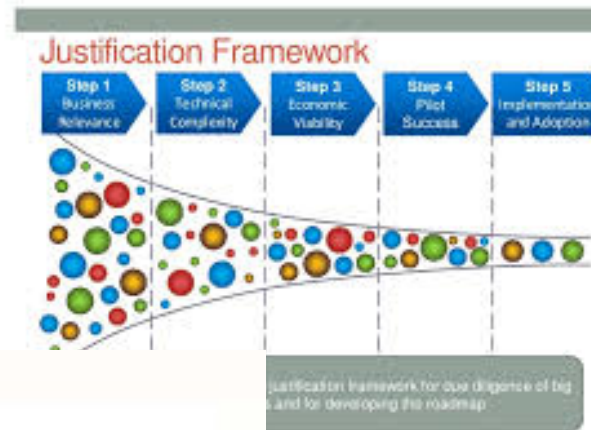 Justification Framework
Step 1
Business
Relevance
Step 2
Technical
Complexity
Step 3
Economic
Viability
Step 4
Pilot
Success
Step 5
Implementation
and Adoption
justification framework for due diligence of big
and for developing the roadmap